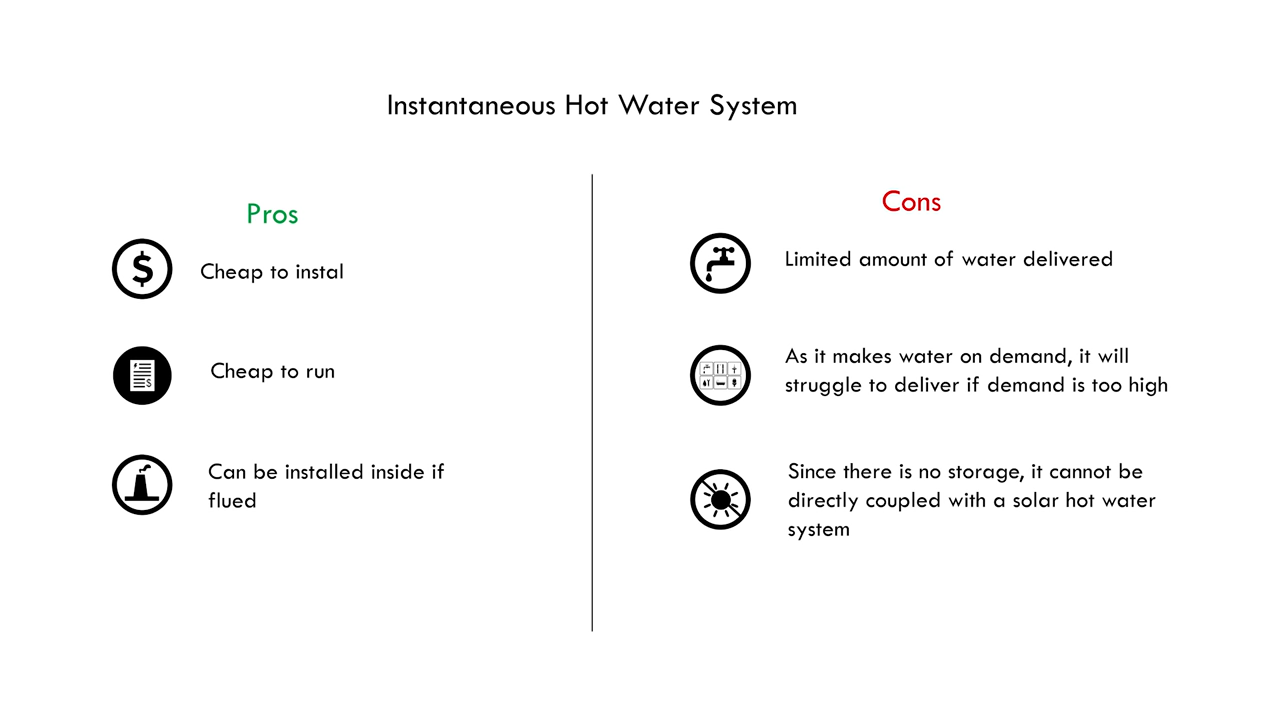 Instantaneous Hot Water System
Pros
$
Cheap to instal
Cheap to run
Can be installed inside if
flued
Cons
Limited amount of water delivered
As it makes water on demand, it will
struggle to deliver if demand is too high
Since there is no storage, it cannot be
directly coupled with a solar hot water
system